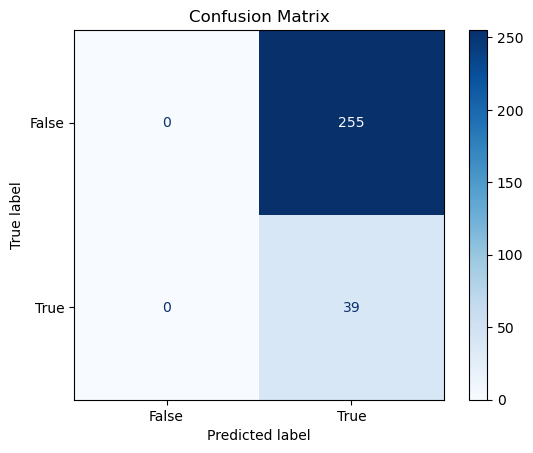 Confusion Matrix
False
0
255
250
200
150
100
50
0
True label
True
0
39
False
True
Predicted label